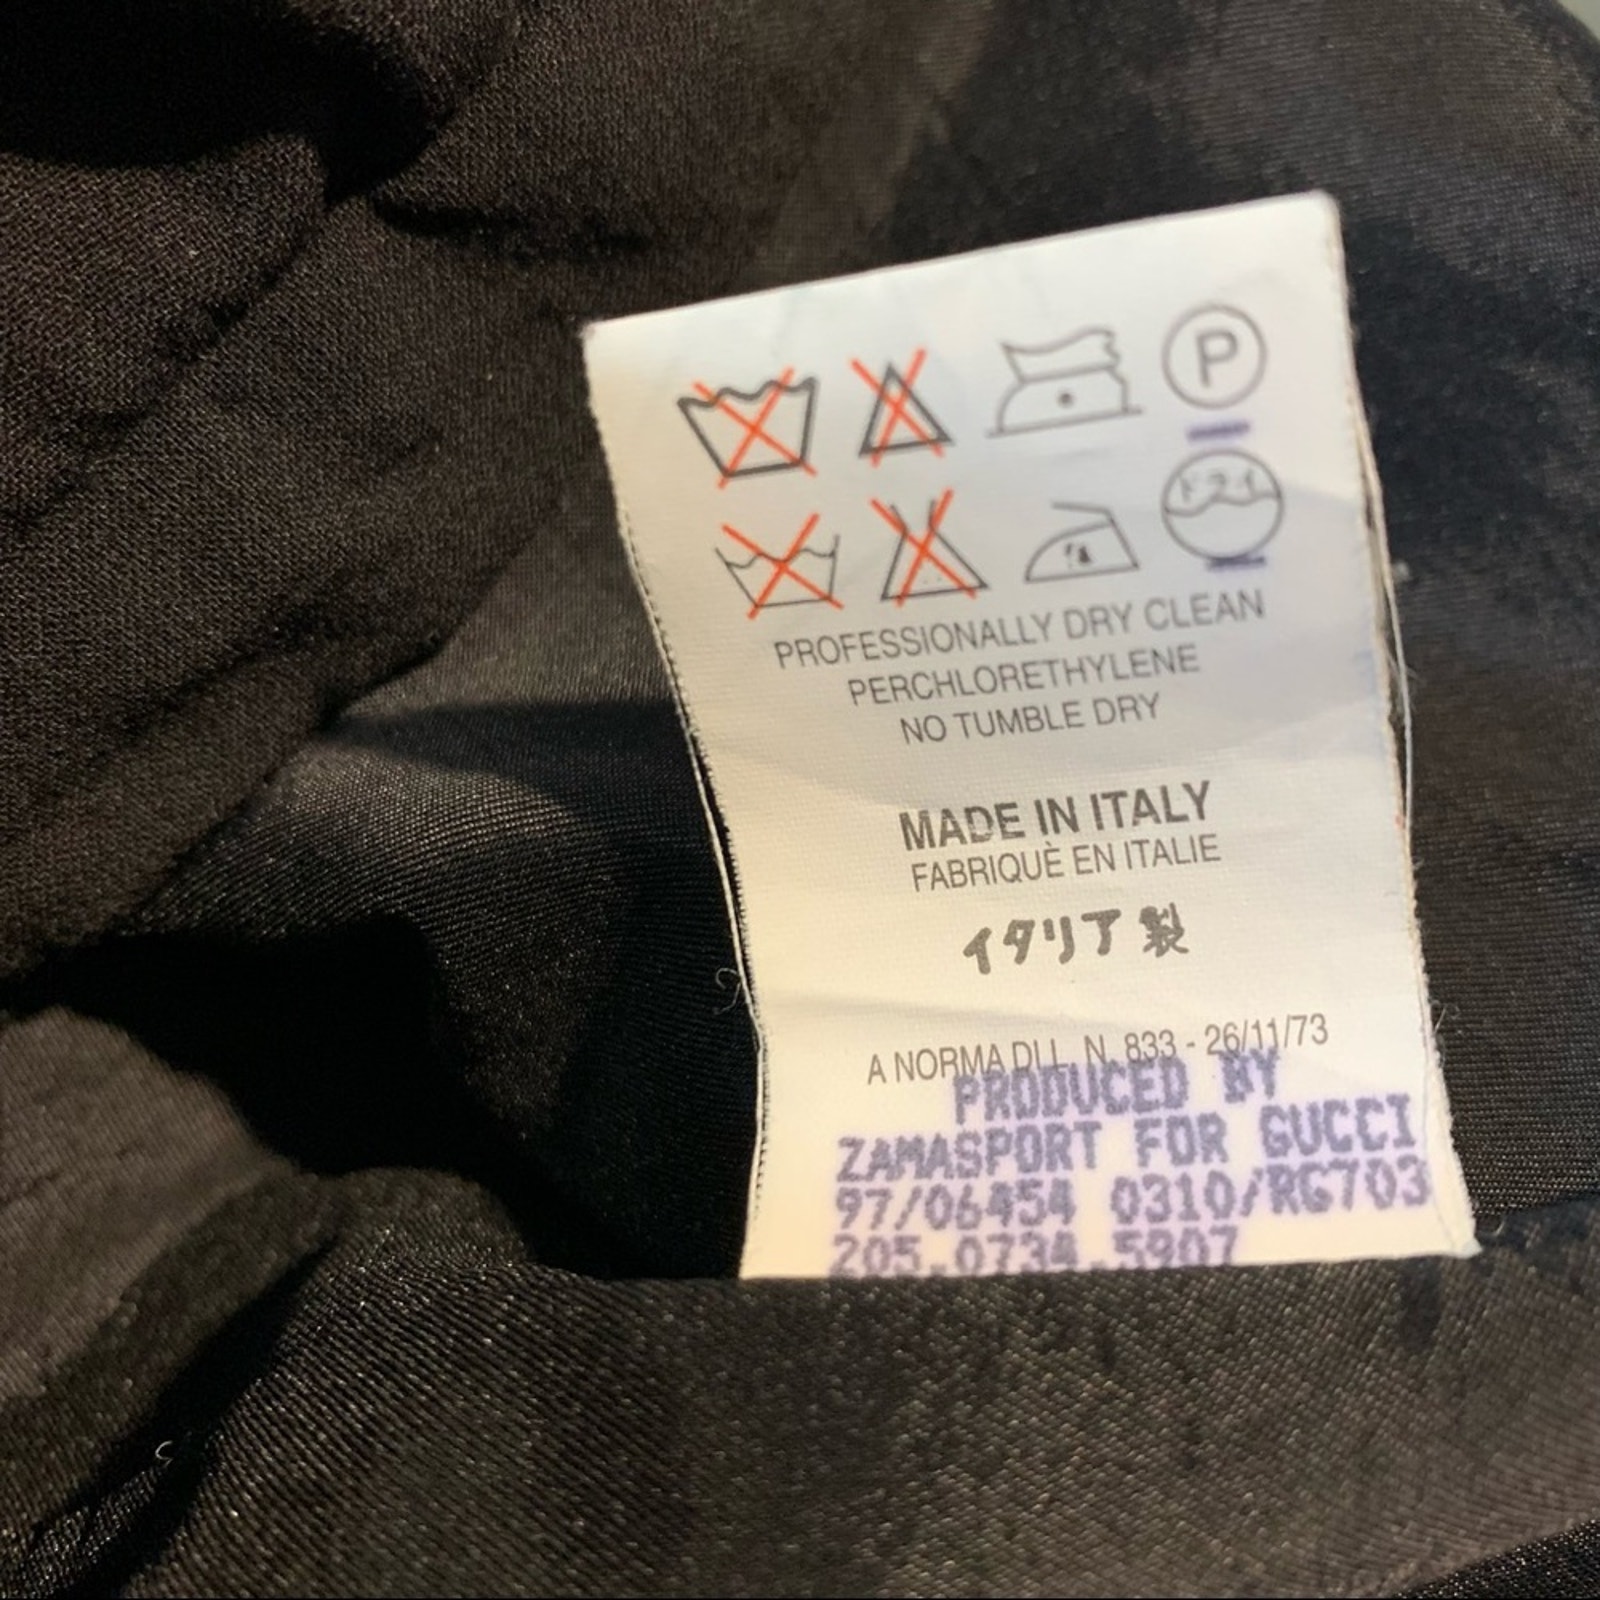 P
F21
PROFESSIONALLY DRY CLEAN
PERCHLORETHYLENE
NO TUMBLE DRY
MADE IN ITALY
FABRIQUÈ EN ITALIE
イタリア製
A NORMA DLL N. 833 - 26/11/73
PRODUCED BY
ZAMASPORT FOR GUCCI
97/06454 0310/RG703
205.0734.5907